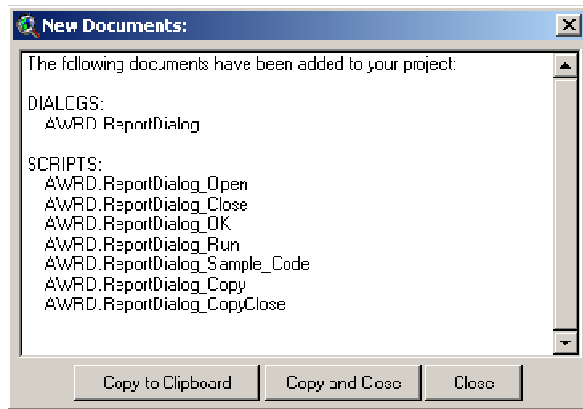 New Documents:
The following documents have been added to your project:
DIALOGS:
AWRD.ReportDialog
SCRIPTS:
AWRD.ReportDialog_Open
AWRD.ReportDialog_Close
AWRD.ReportDialog_OK
AWRD.ReportDialog_Run
AWRD.ReportDialog_Sample_Code
AWRD.ReportDialog_Copy
AWRD.ReportDialog_CopyClose
Copy to Clipboard Copy and Close Close